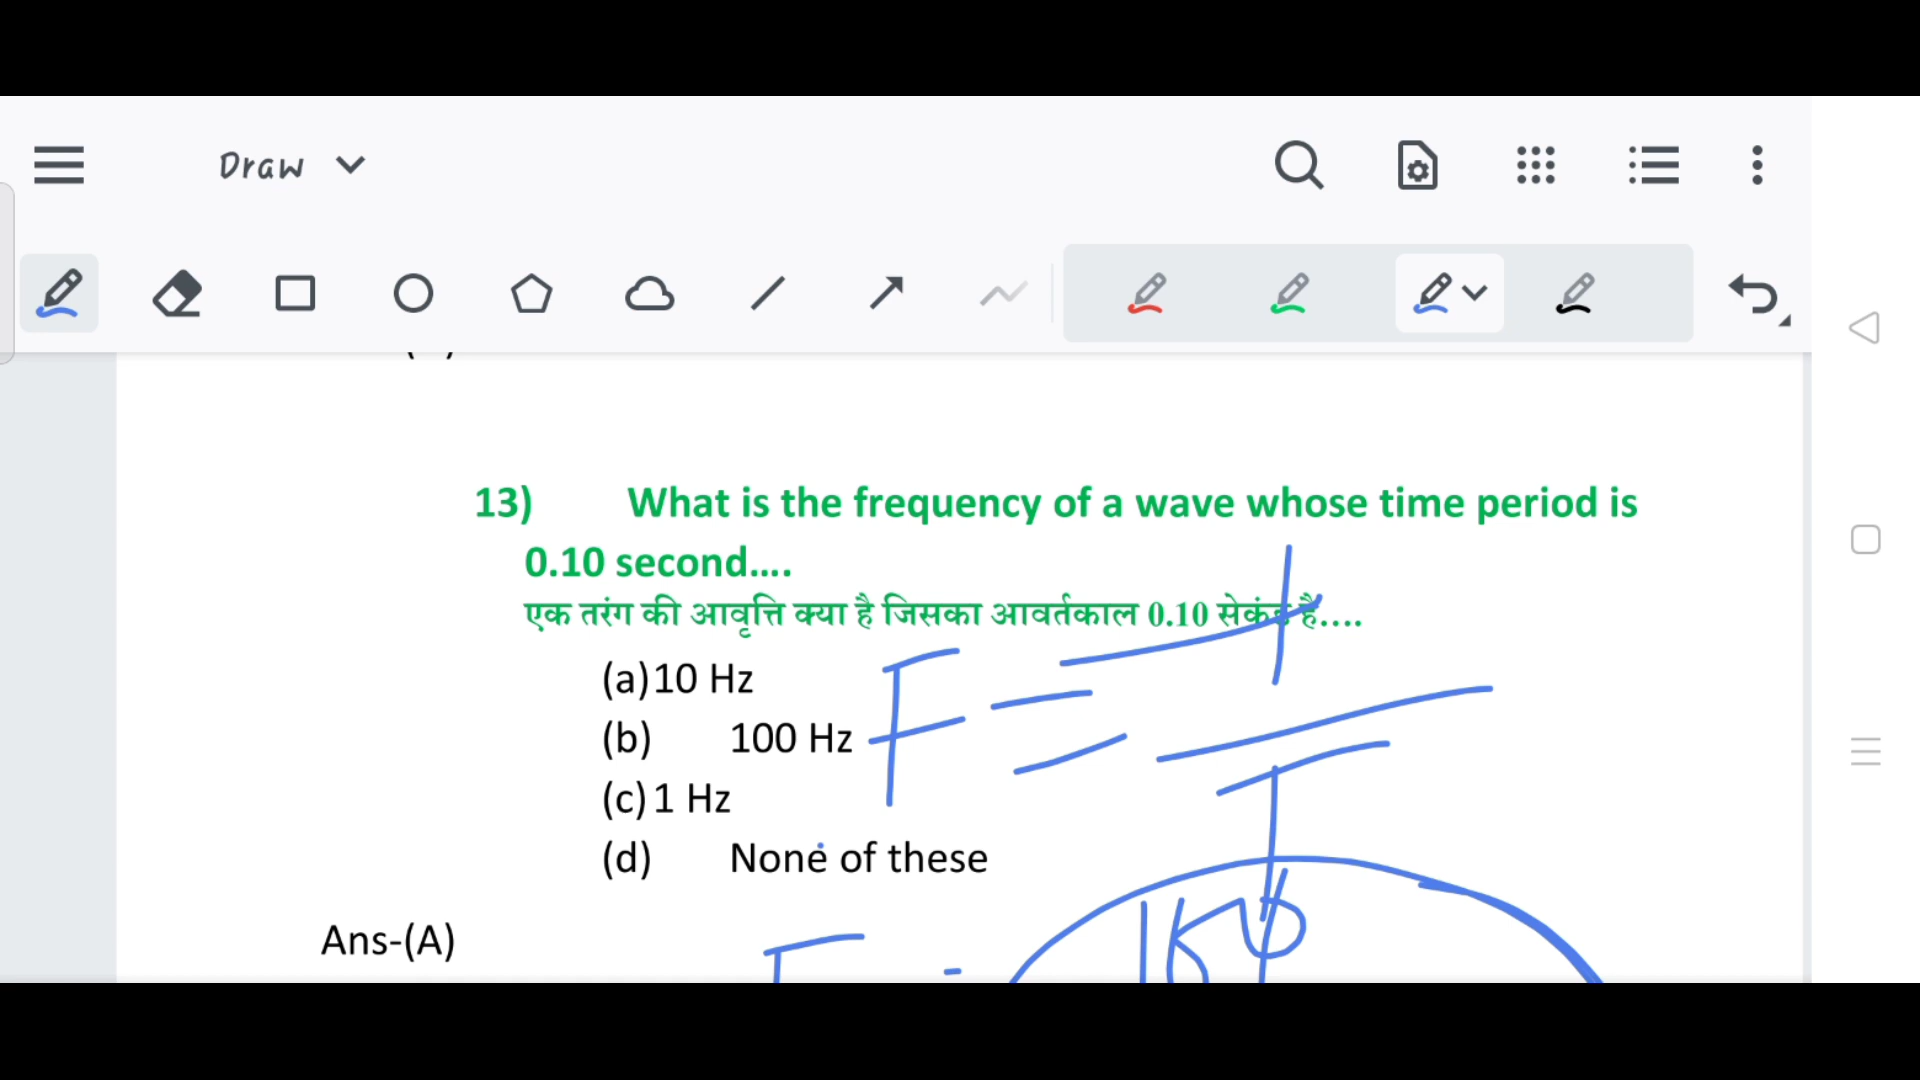 Draw
13) What is the frequency of a wave whose time period is
0.10 second....
एक तरंग की आवृत्ति क्या है जिसका आवर्तकाल 0.10 सेकंड है....
(a) 10 Hz
(b) 100 Hz
(c) 1 Hz
(d) None of these
Ans-(A)
F = 1
T